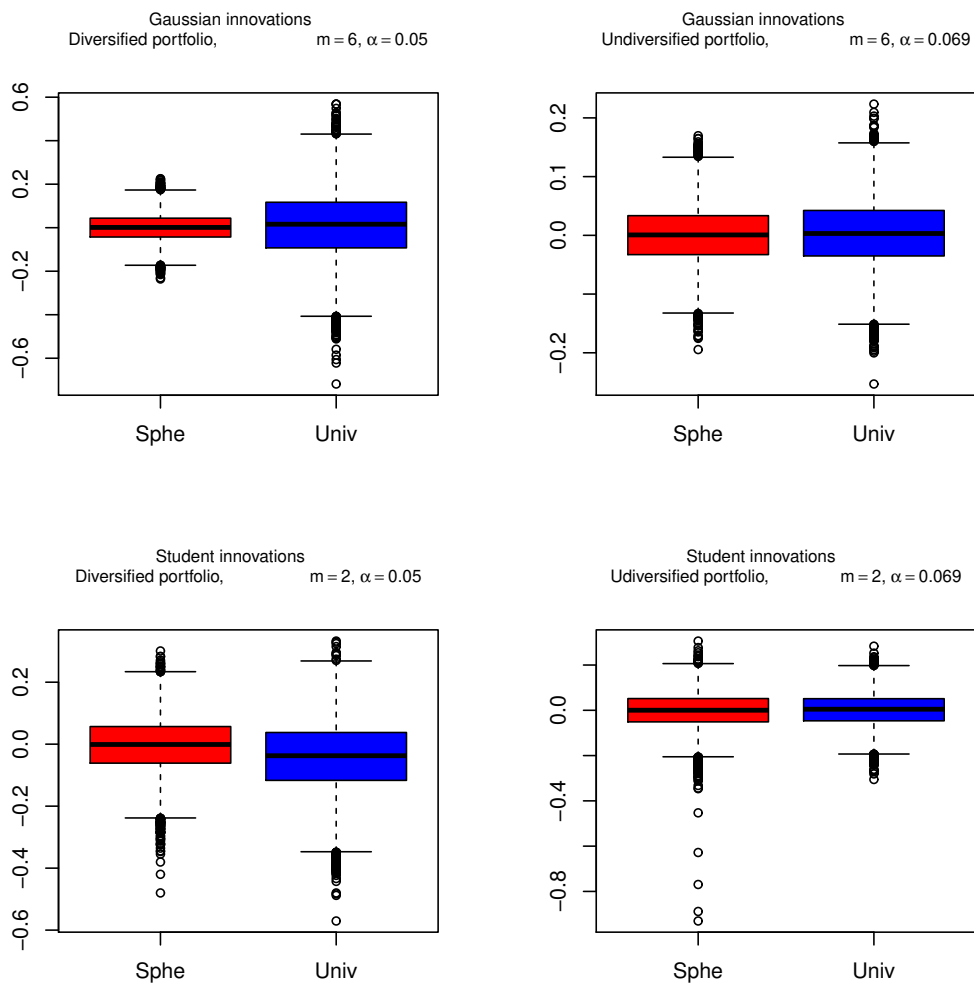 Gaussian innovations
Diversified portfolio, m = 6, α = 0.05
0.6
0.2
−0.2
−0.6
Sphe Univ
Gaussian innovations
Undiversified portfolio, m = 6, α = 0.069
0.2
0.1
0.0
−0.2
Sphe Univ
Student innovations
Diversified portfolio, m = 2, α = 0.05
0.2
0.0
−0.2
−0.4
−0.6
Sphe Univ
Student innovations
Udiversified portfolio, m = 2, α = 0.069
0.0
−0.4
−0.8
Sphe Univ